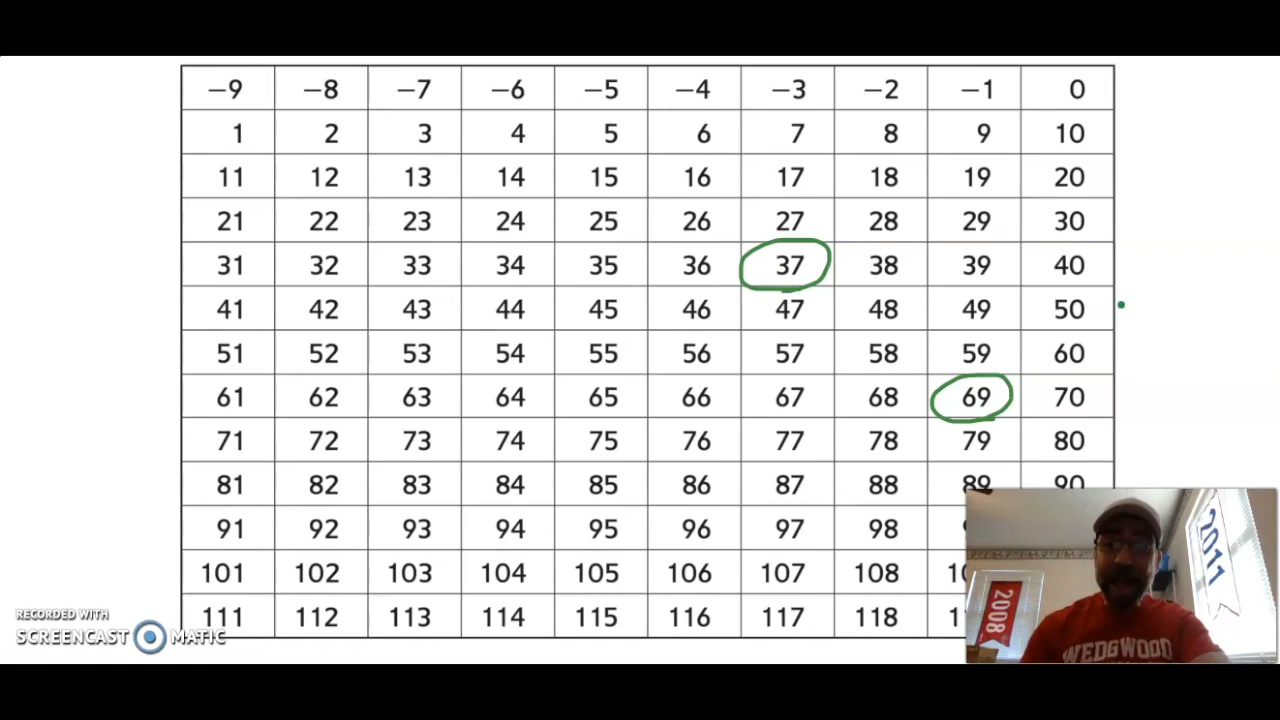 −9 −8 −7 −6 −5 −4 −3 −2 −1 0
1 2 3 4 5 6 7 8 9 10
11 12 13 14 15 16 17 18 19 20
21 22 23 24 25 26 27 28 29 30
31 32 33 34 35 36 37 38 39 40
41 42 43 44 45 46 47 48 49 50
51 52 53 54 55 56 57 58 59 60
61 62 63 64 65 66 67 68 69 70
71 72 73 74 75 76 77 78 79 80
81 82 83 84 85 86 87 88 89 90
91 92 93 94 95 96 97 98
101 102 103 104 105 106 107 108
111 112 113 114 115 116 117 118
RECORDED WITH
SCREENCAST MATIC
2011
2008
WEDGWOOD